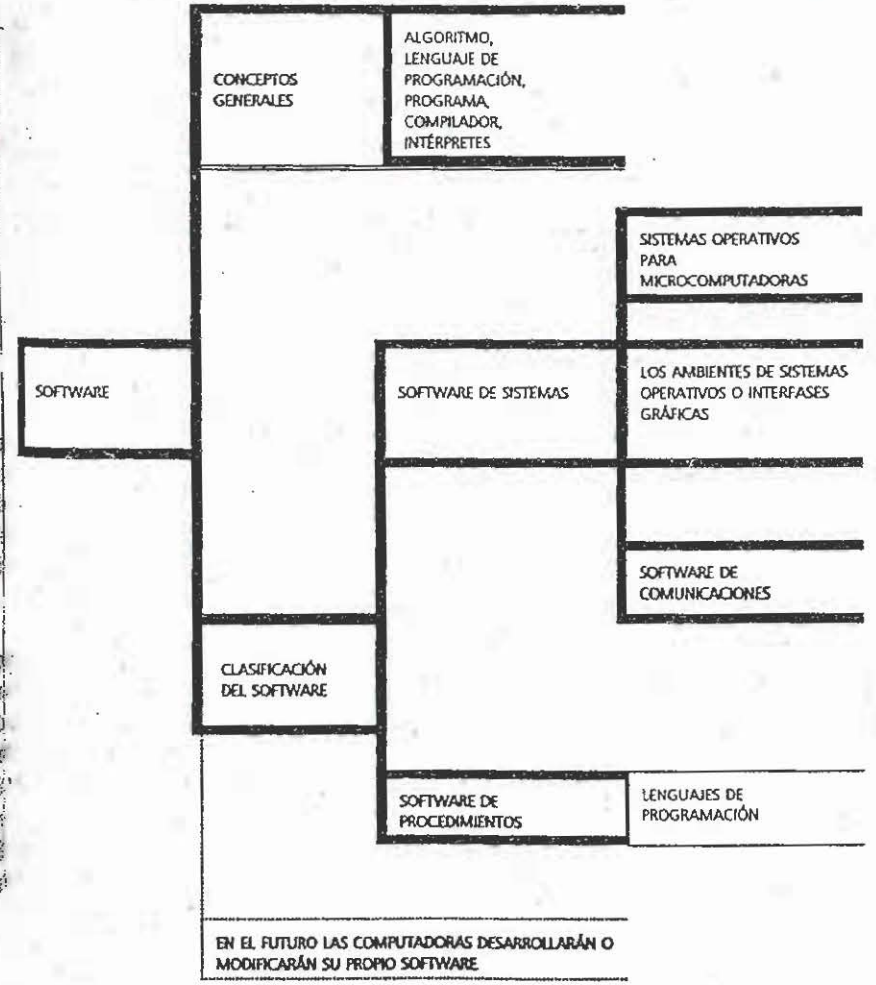 ALGORITMO,
LENGUAJE DE
PROGRAMACIÓN,
PROGRAMA,
COMPILADOR,
INTÉRPRETES
CONCEPTOS
GENERALES
SISTEMAS OPERATIVOS
PARA
MICROCOMPUTADORAS
SOFTWARE
SOFTWARE DE SISTEMAS
LOS AMBIENTES DE SISTEMAS
OPERATIVOS O INTERFASES
GRÁFICAS
SOFTWARE DE
COMUNICACIONES
CLASIFICACIÓN
DEL SOFTWARE
SOFTWARE DE
PROCEDIMIENTOS
LENGUAJES DE
PROGRAMACIÓN
EN EL FUTURO LAS COMPUTADORAS DESARROLLARÁN O
MODIFICARÁN SU PROPIO SOFTWARE